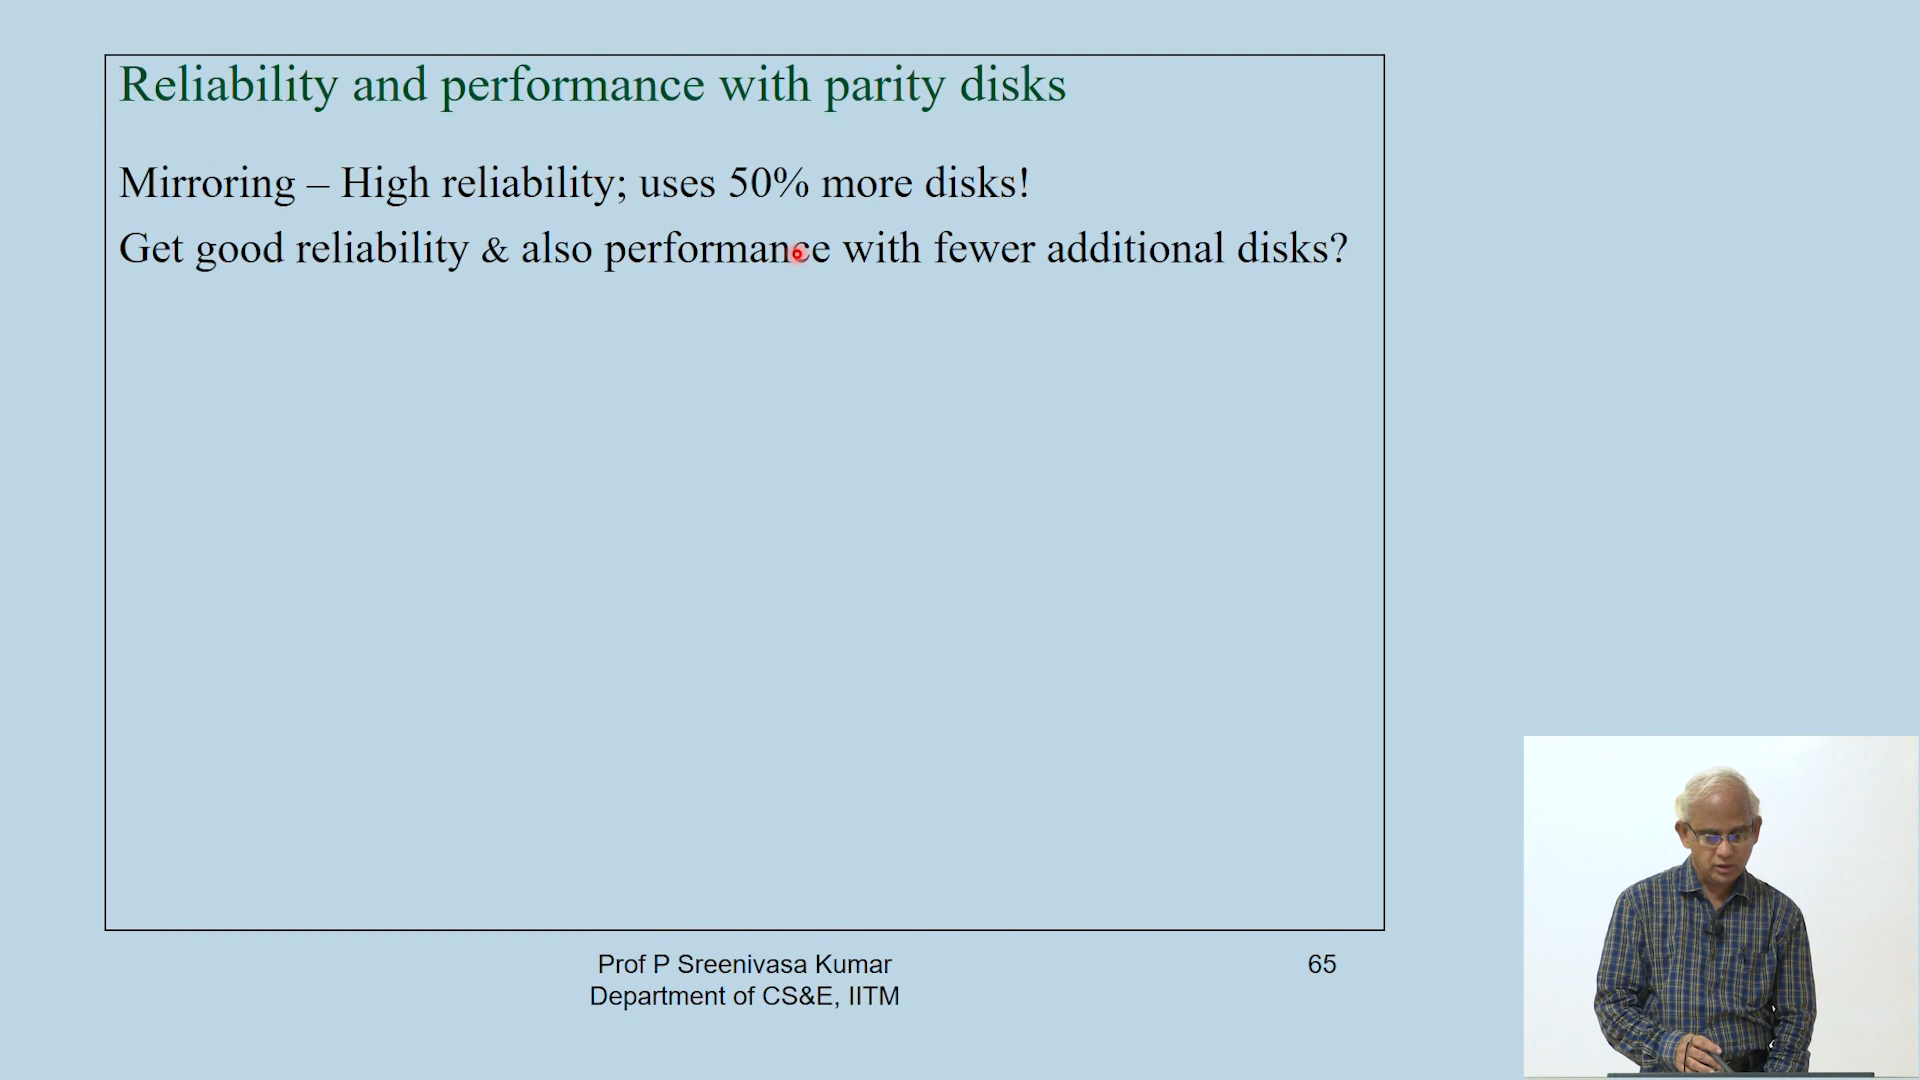 Reliability and performance with parity disks
Mirroring – High reliability; uses 50% more disks!
Get good reliability & also performance with fewer additional disks?
Prof P Sreenivasa Kumar
Department of CS&E, IITM
65